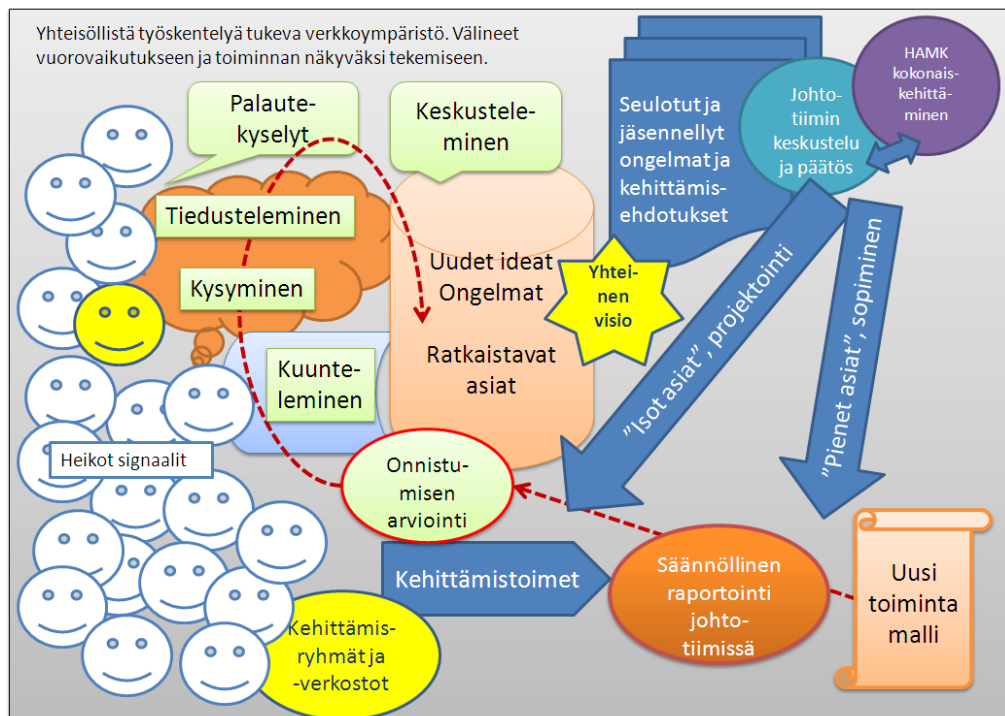 Yhteisöllistä työskentelyä tukeva verkkoympäristö. Välineet
vuorovaikutukseen ja toiminnan näkyväksi tekemiseen.
Palaute-
kyselyt
Keskustele-
minen
Seulotut ja
jäsennellyt
ongelmat ja
kehittämis-
ehdotukset
Johto-
tiimin
keskustelu
ja päätös
HAMK
kokonais-
kehittä-
minen
Tiedusteleminen
Kysyminen
Kuunte-
leminen
Uudet ideat
Ongelmat
Ratkaistavat
asiat
Yhtei-
nen
visio
"Isot asiat", projektointi
"Pienet asiat", sopiminen
Heikot signaalit
Onnistu-
misen
arviointi
Kehittämistoimet
Säännöllinen
raportointi
johto-
tiimissä
Uusi
toiminta
malli
Kehittämis-
ryhmät ja
-verkostot